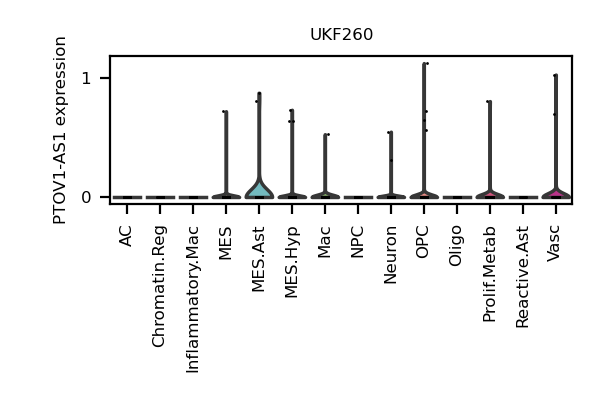 UKF260
PTOV1-AS1 expression
1
0
AC
Chromatin.Reg
Inflammatory.Mac
MES
MES.Ast
MES.Hyp
Mac
NPC
Neuron
OPC
Oligo
Prolif.Metab
Reactive.Ast
Vasc